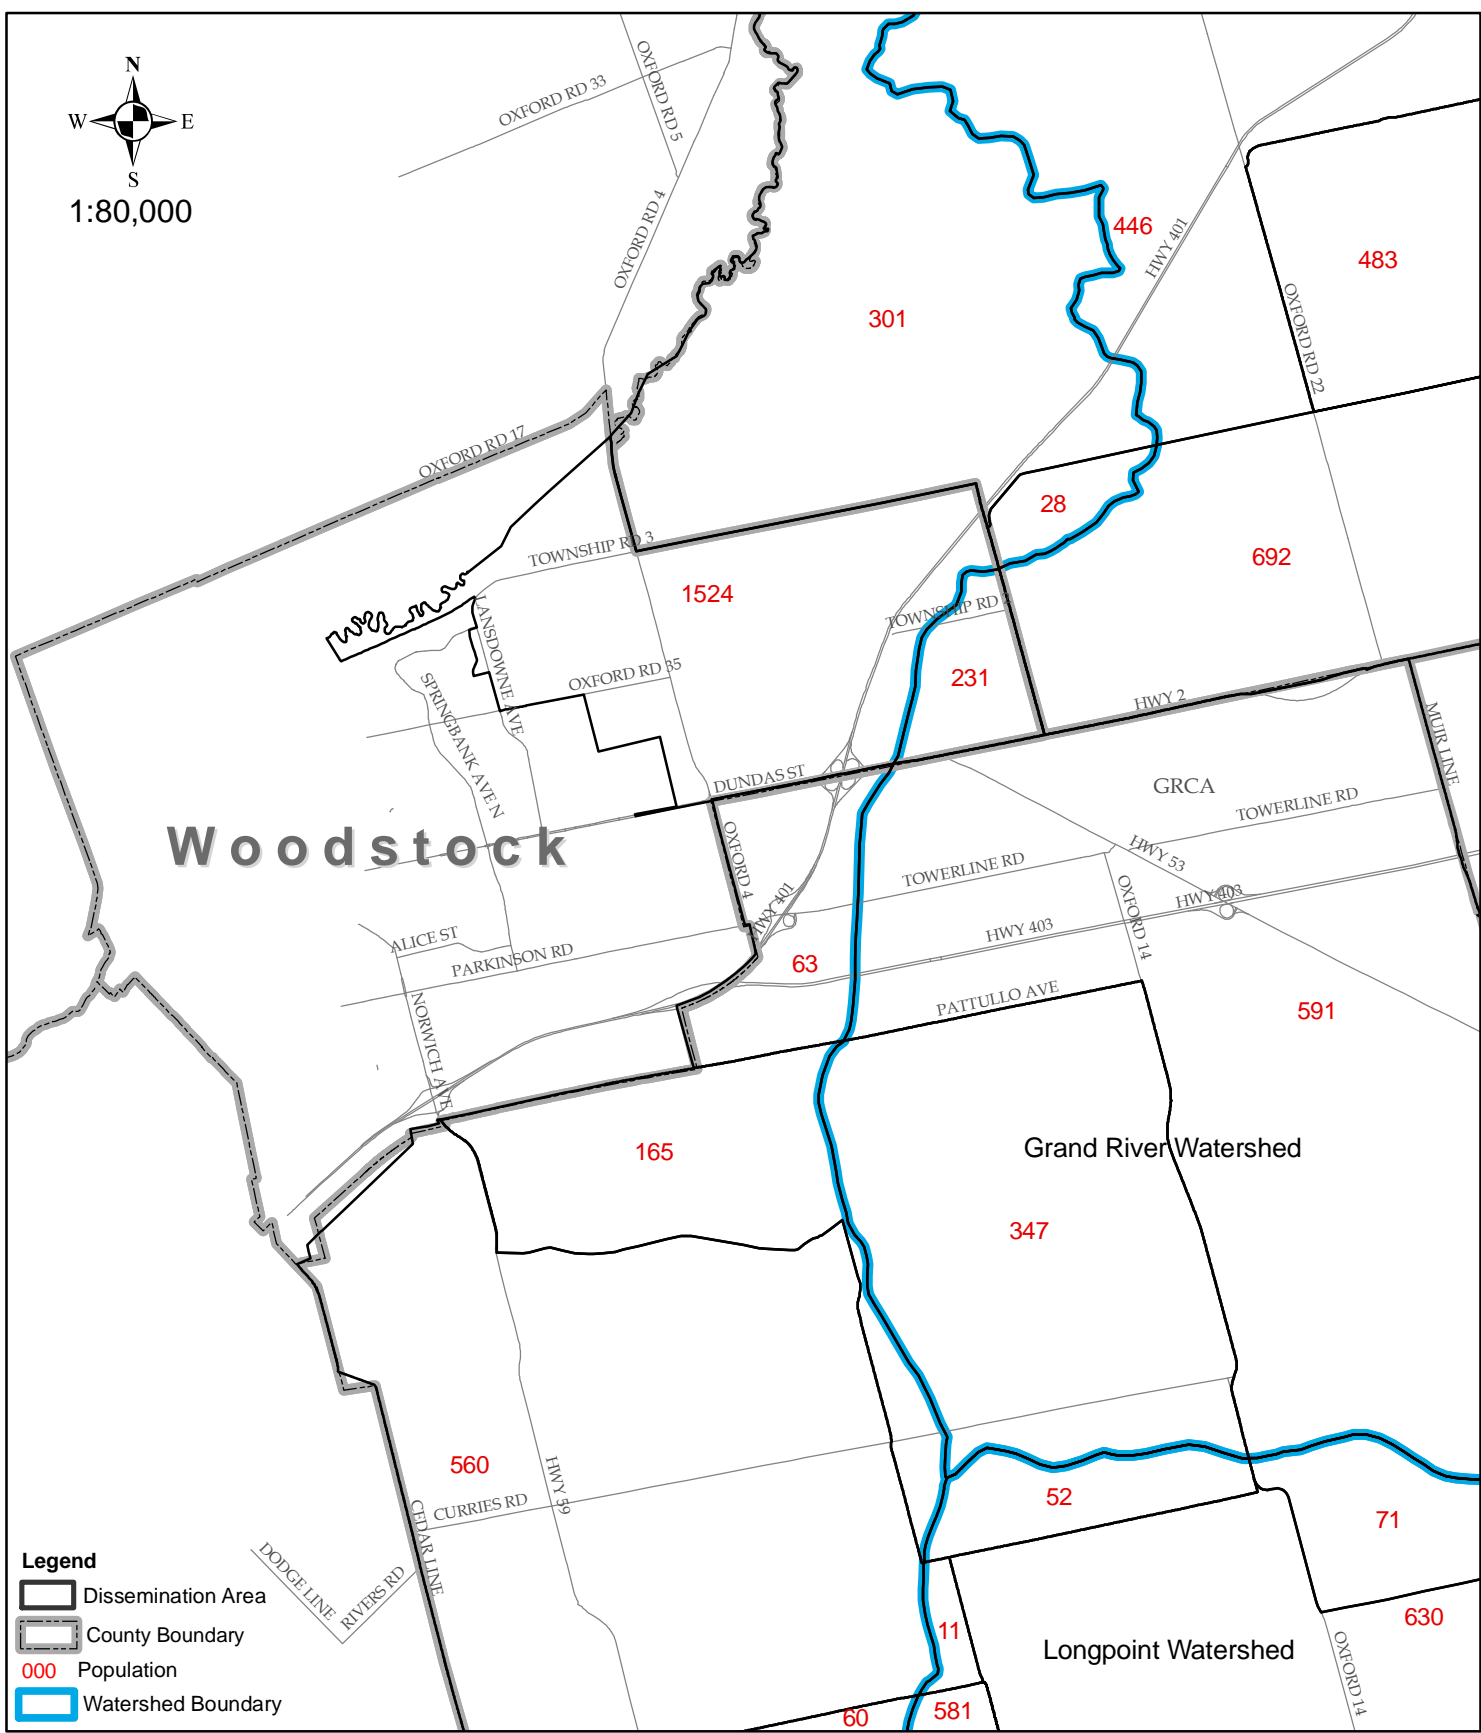 N
W E
S
1:80,000
OXFORD RD 33
OXFORD RD 5
OXFORD RD 4
446
HWY 401
483
301
OXFORD RD 22
OXFORD RD 17
28
TOWNSHIP RD 3
692
1524
LANSDOWNE AVE
TOWNSHIP RD
OXFORD RD 35
231
SPRINGBANK AVE N
HWY 2
MUIR LINE
DUNDAS ST
GRCA
TOWERLINE RD
Woodstock
OXFORD 4
HWY 53
TOWERLINE RD
HWY 401
OXFORD 14
HWY 403
HWY 403
ALICE ST
PARKINSON RD
63
PATTULLO AVE
591
NORWICH AVE
165
Grand River Watershed
347
560
HWY 59
CURRIES RD
52
71
CEDAR LINE
DODGE LINE
RIVERS RD
11
630
Longpoint Watershed
OXFORD 14
60
581
Legend
Dissemination Area
County Boundary
000 Population
Watershed Boundary